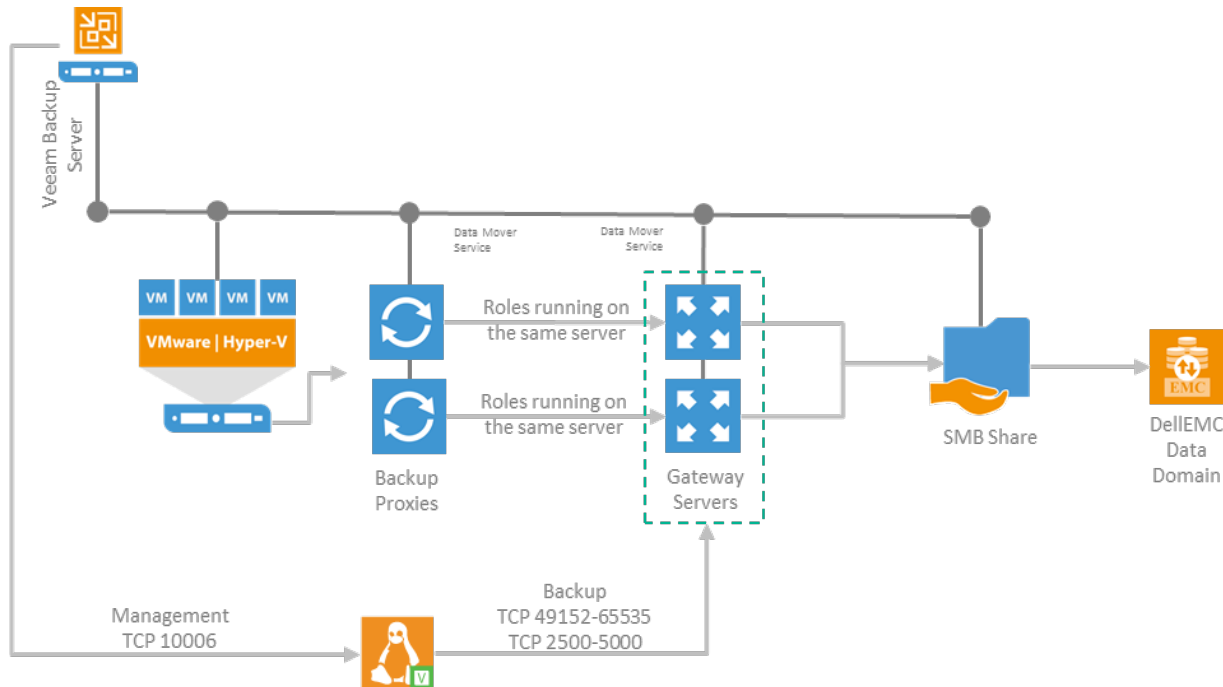 Veeam Backup
Server
Data Mover
Service
Data Mover
Service
VM
VM
VM
VM
VMware | Hyper-V
Roles running on
the same server
Roles running on
the same server
Backup
Proxies
Gateway
Servers
SMB Share
EMC
DellEMC
Data
Domain
Management
TCP 10006
Backup
TCP 49152-65535
TCP 2500-5000
V